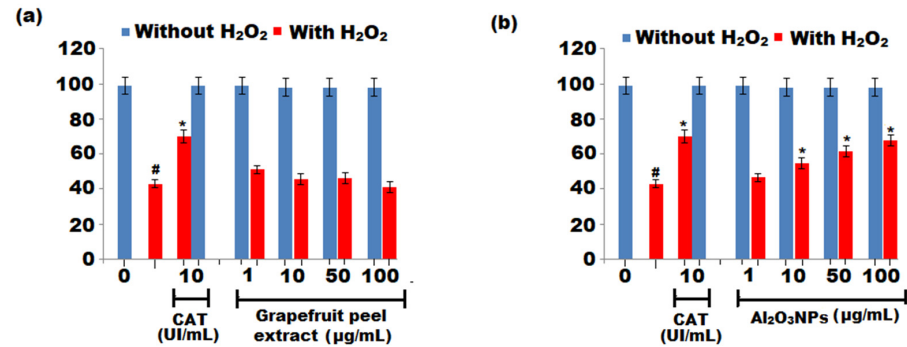 (a)
Without H₂O₂ With H₂O₂
120
100
80
60
40
20
0
#
*
0 10 1 10 50 100
CAT
(UI/mL)
Grapefruit peel
extract (µg/mL)
(b)
Without H₂O₂ With H₂O₂
120
100
80
60
40
20
0
#
*
*
*
*
0 10 1 10 50 100
CAT
(UI/mL)
Al₂O₃NPs (µg/mL)